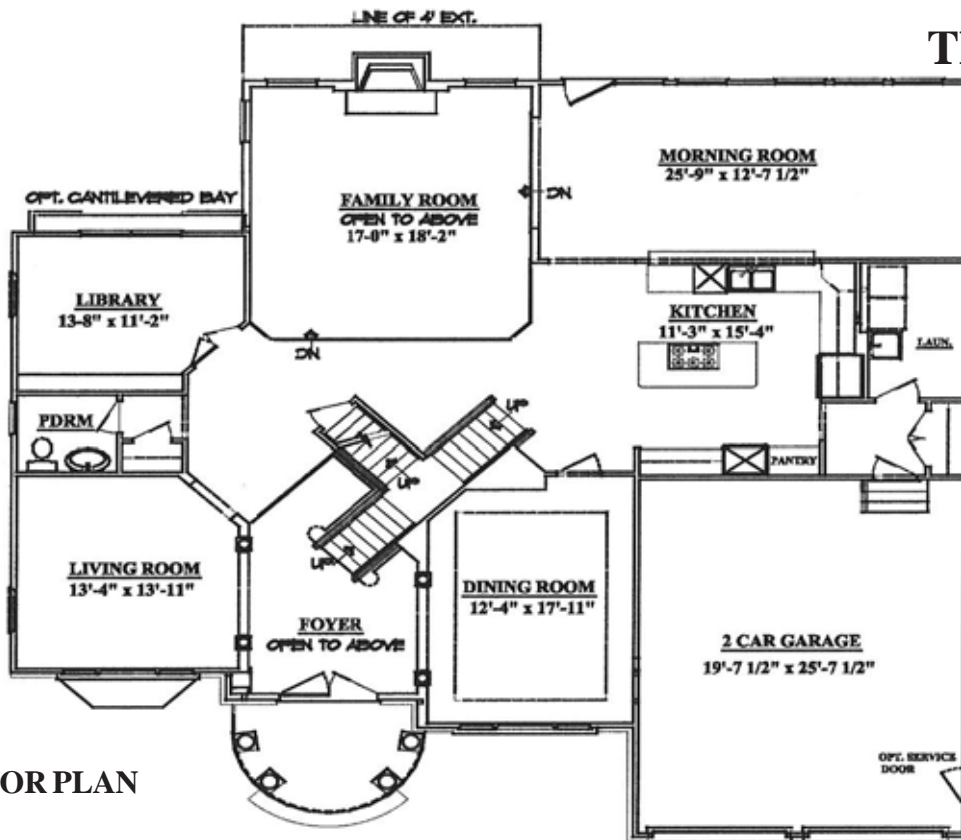 LINE OF 4' EXT.
TH
MORNING ROOM
25'-9" x 12'-7 1/2"
OPT. CANTILEVERED BAY
FAMILY ROOM
OPEN TO ABOVE
17-0" x 18'-2"
DN
LIBRARY
13-8" x 11'-2"
KITCHEN
11'-3" x 15'-4"
LAUN.
DN
PDRM
UP
UP
PANTRY
LIVING ROOM
13'-4" x 13'-11"
UP
DINING ROOM
12'-4" x 17'-11"
FOYER
OPEN TO ABOVE
2 CAR GARAGE
19'-7 1/2" x 25'-7 1/2"
OPT. SERVICE
DOOR
OR PLAN